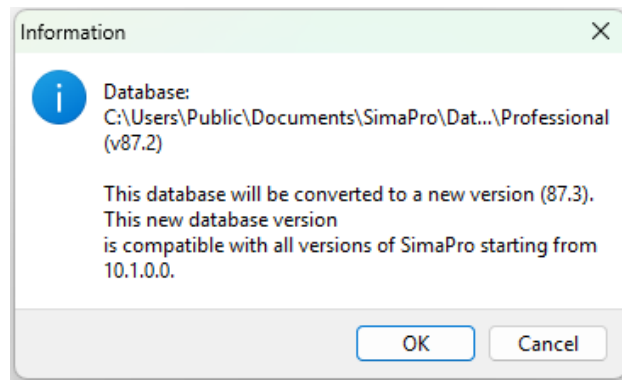 Information
Database:
C:\Users\Public\Documents\SimaPro\Dat...\Professional
(v87.2)
This database will be converted to a new version (87.3).
This new database version
is compatible with all versions of SimaPro starting from
10.1.0.0.
OK
Cancel